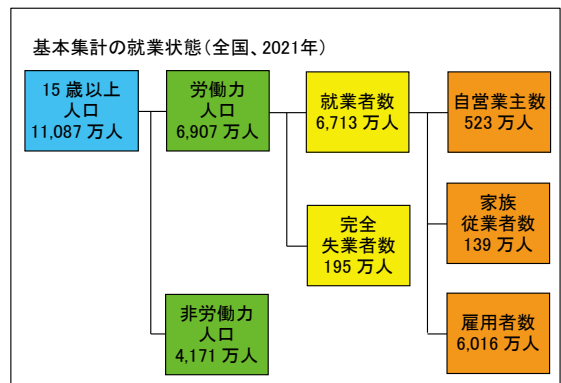 基本集計の就業状態(全国、2021年)
15歳以上
人口
11,087万人
労働力
人口
6,907万人
就業者数
6,713万人
自営業主数
523万人
家族
従業者数
139万人
完全
失業者数
195万人
非労働力
人口
4,171万人
雇用者数
6,016万人